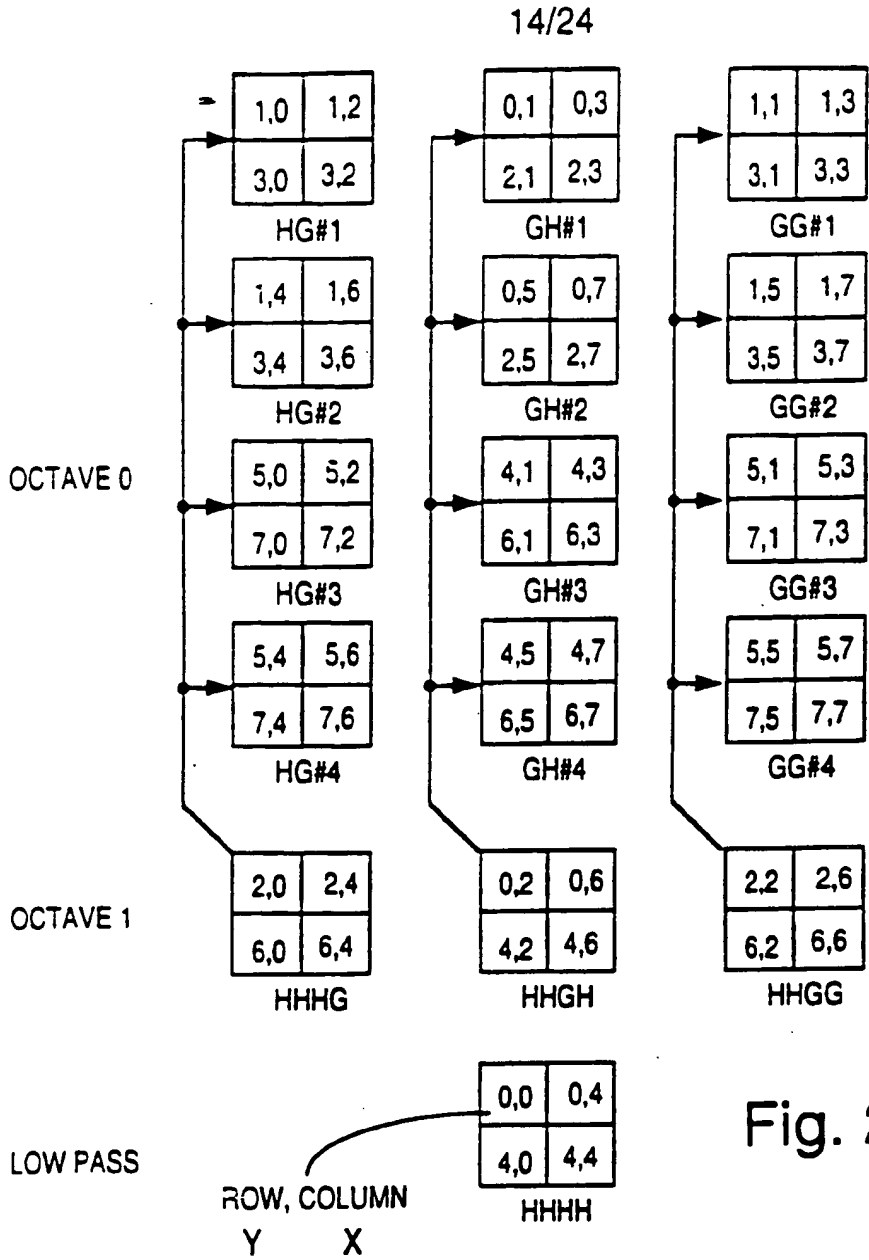 14/24
1,0 1,2 0,1 0,3 1,1 1,3
3,0 3,2 2,1 2,3 3,1 3,3
HG#1 GH#1 GG#1
1,4 1,6 0,5 0,7 1,5 1,7
3,4 3,6 2,5 2,7 3,5 3,7
HG#2 GH#2 GG#2
OCTAVE 0
5,0 5,2 4,1 4,3 5,1 5,3
7,0 7,2 6,1 6,3 7,1 7,3
HG#3 GH#3 GG#3
5,4 5,6 4,5 4,7 5,5 5,7
7,4 7,6 6,5 6,7 7,5 7,7
HG#4 GH#4 GG#4
OCTAVE 1
2,0 2,4 0,2 0,6 2,2 2,6
6,0 6,4 4,2 4,6 6,2 6,6
HHHG HHGH HHGG
0,0 0,4
Fig.
LOW PASS
4,0 4,4
ROW, COLUMN
HHHH
Y X